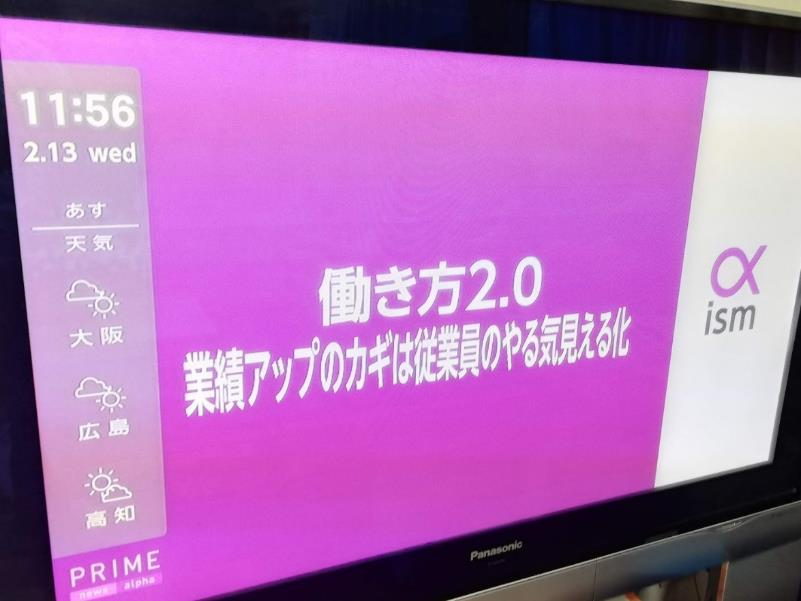 11:56
2.13 wed
あす
天気
大阪
広島
高知
PRIME
news alpha
働き方2.0
業績アップのカギは従業員のやる気見える化
α
ism
Panasonic